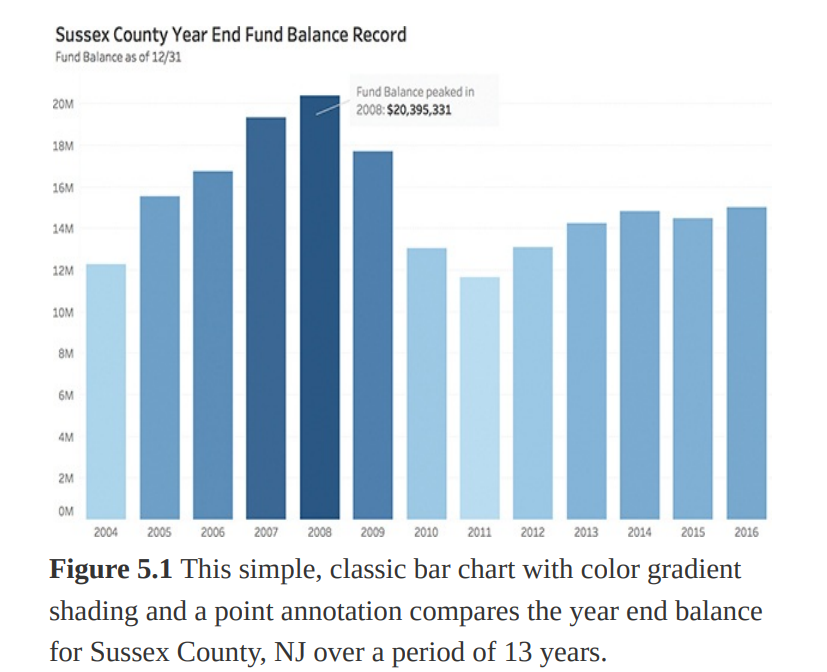 Sussex County Year End Fund Balance Record
Fund Balance as of 12/31
Fund Balance peaked in
2008: $20,395,331
20M
18M
16M
14M
12M
10M
8M
6M
4M
2M
0M
2004 2005 2006 2007 2008 2009 2010 2011 2012 2013 2014 2015 2016
Figure 5.1 This simple, classic bar chart with color gradient
shading and a point annotation compares the year end balance
for Sussex County, NJ over a period of 13 years.